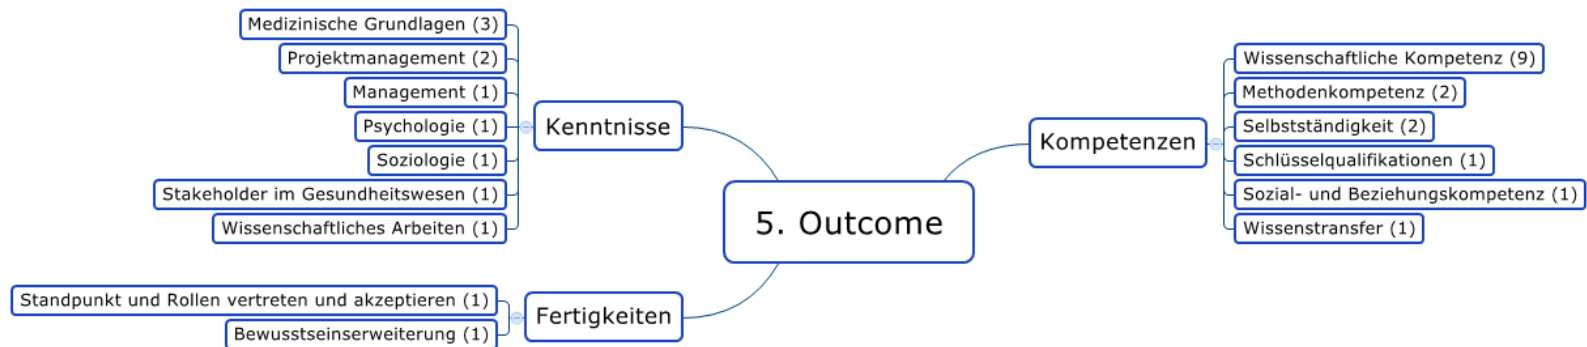 Medizinische Grundlagen (3)
Projektmanagement (2)
Management (1)
Psychologie (1)
Soziologie (1)
Stakeholder im Gesundheitswesen (1)
Wissenschaftliches Arbeiten (1)
Kenntnisse
Standpunkt und Rollen vertreten und akzeptieren (1)
Bewusstseinserweiterung (1)
Fertigkeiten
5. Outcome
Kompetenzen
Wissenschaftliche Kompetenz (9)
Methodenkompetenz (2)
Selbstständigkeit (2)
Schlüsselqualifikationen (1)
Sozial- und Beziehungskompetenz (1)
Wissenstransfer (1)